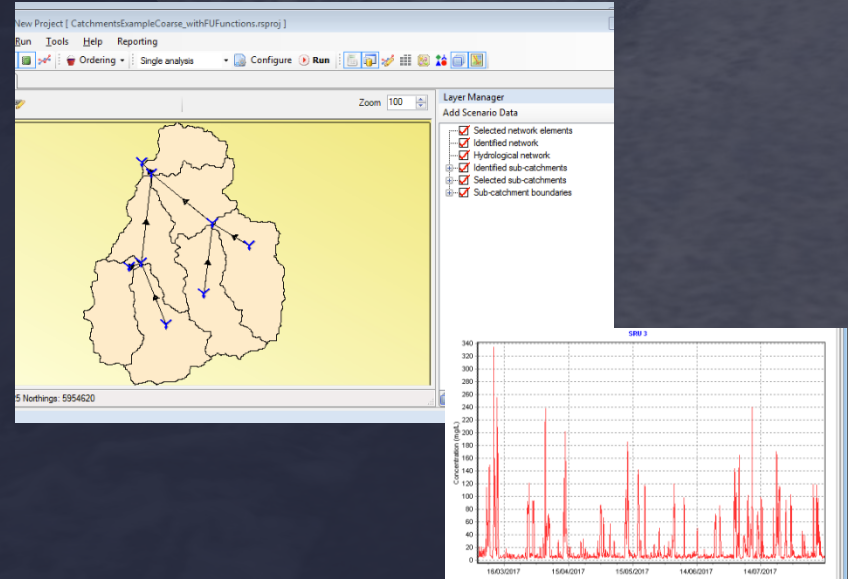 New Project [ CatchmentsExampleCoarse_withFUFunctions.rsproj ]
Run Tools Help Reporting
Ordering Single analysis Configure Run
Zoom 100
Layer Manager
Add Scenario Data
Selected network elements
Identified network
Hydrological network
Identified sub-catchments
Selected sub-catchments
Sub-catchment boundaries
5 Northings: 5954620
SRU 3
Concentration (mg/L)
340
320
300
280
260
240
220
200
180
160
140
120
100
80
60
40
20
0
16/03/2017 15/04/2017 15/05/2017 14/06/2017 14/07/2017